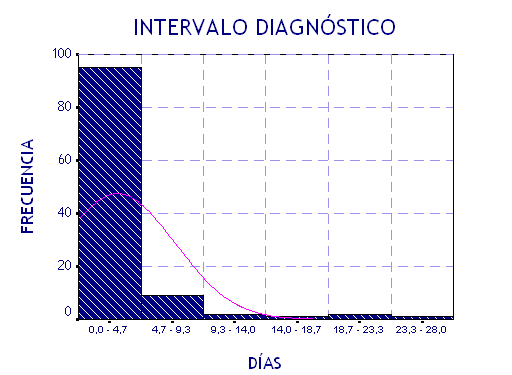 INTERVALO DIAGNÓSTICO
100
80
60
40
20
0
FRECUENCIA
0,0 - 4,7 4,7 - 9,3 9,3 - 14,0 14,0 - 18,7 18,7 - 23,3 23,3 - 28,0
DÍAS